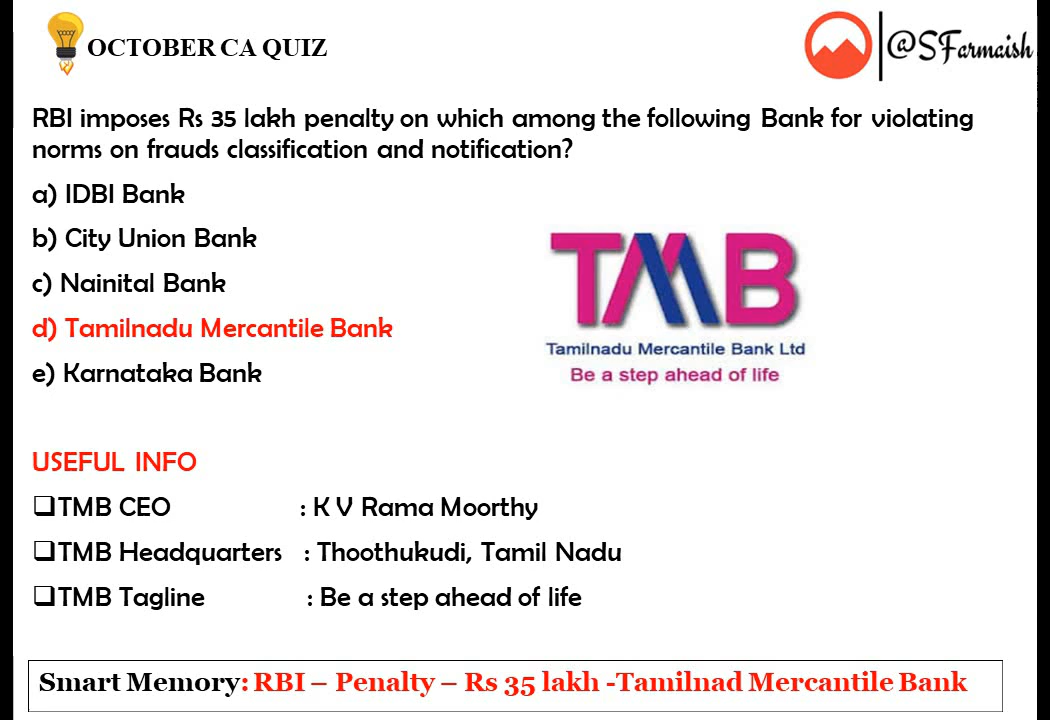 OCTOBER CA QUIZ
@SFarmaish
RBI imposes Rs 35 lakh penalty on which among the following Bank for violating
norms on frauds classification and notification?
a) IDBI Bank
b) City Union Bank
c) Nainital Bank
d) Tamilnadu Mercantile Bank
e) Karnataka Bank
TMB
Tamilnadu Mercantile Bank Ltd
Be a step ahead of life
USEFUL INFO
❑TMB CEO : K V Rama Moorthy
❑TMB Headquarters : Thoothukudi, Tamil Nadu
❑TMB Tagline : Be a step ahead of life
Smart Memory: RBI – Penalty – Rs 35 lakh -Tamilnad Mercantile Bank